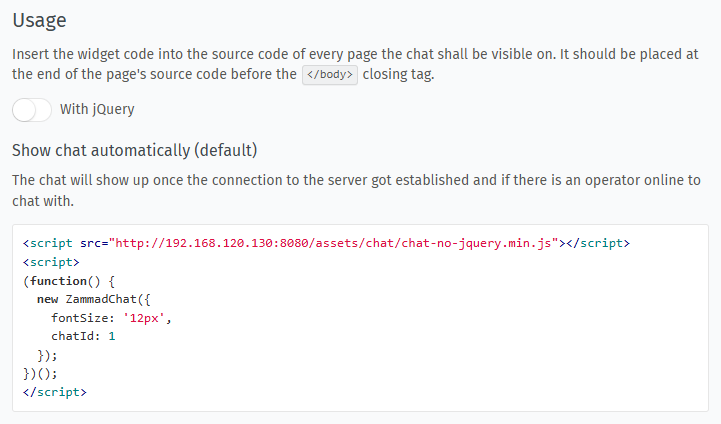 Usage
Insert the widget code into the source code of every page the chat shall be visible on. It should be placed at
the end of the page's source code before the </body> closing tag.
With jQuery
Show chat automatically (default)
The chat will show up once the connection to the server got established and if there is an operator online to
chat with.
<script src="http://192.168.120.130:8080/assets/chat/chat-no-jquery.min.js"></script>
<script>
(function() {
  new ZammadChat({
    fontSize: '12px',
    chatId: 1
  });
})();
</script>